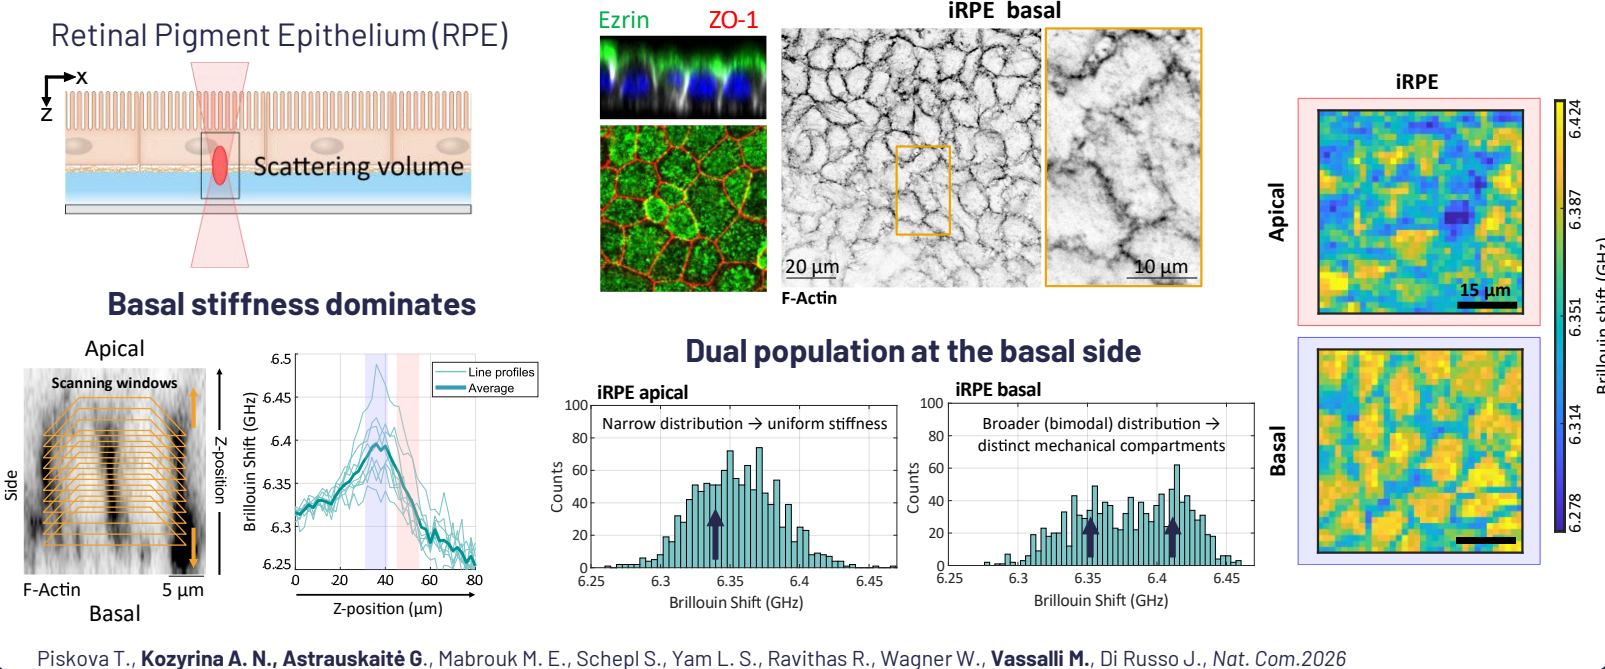 Retinal Pigment Epithelium (RPE)
X
Z
Scattering volume
Basal stiffness dominates
Apical
Scanning windows
Side
Z-position
F-Actin
5 µm
Basal
6.5
6.45
6.4
6.35
6.3
6.25
Brillouin Shift (GHz)
Line profiles
Average
0 20 40 60 80
Z-position (µm)
Ezrin
ZO-1
iRPE basal
20 µm
10 µm
F-Actin
Dual population at the basal side
iRPE apical
Narrow distribution → uniform stiffness
100
80
60
40
20
0
Counts
6.25 6.3 6.35 6.4 6.45
Brillouin Shift (GHz)
iRPE basal
Broader (bimodal) distribution →
distinct mechanical compartments
100
80
60
40
20
0
Counts
6.25 6.3 6.35 6.4 6.45
Brillouin Shift (GHz)
iRPE
Apical
15 µm
Basal
6.424
6.387
6.351
6.314
6.278
Brillouin shift (GHz)
Piskova T., Kozyrina A. N., Astrauskaitė G., Mabrouk M. E., Schepl S., Yam L. S., Ravithas R., Wagner W., Vassalli M., Di Russo J., Nat. Com.2026